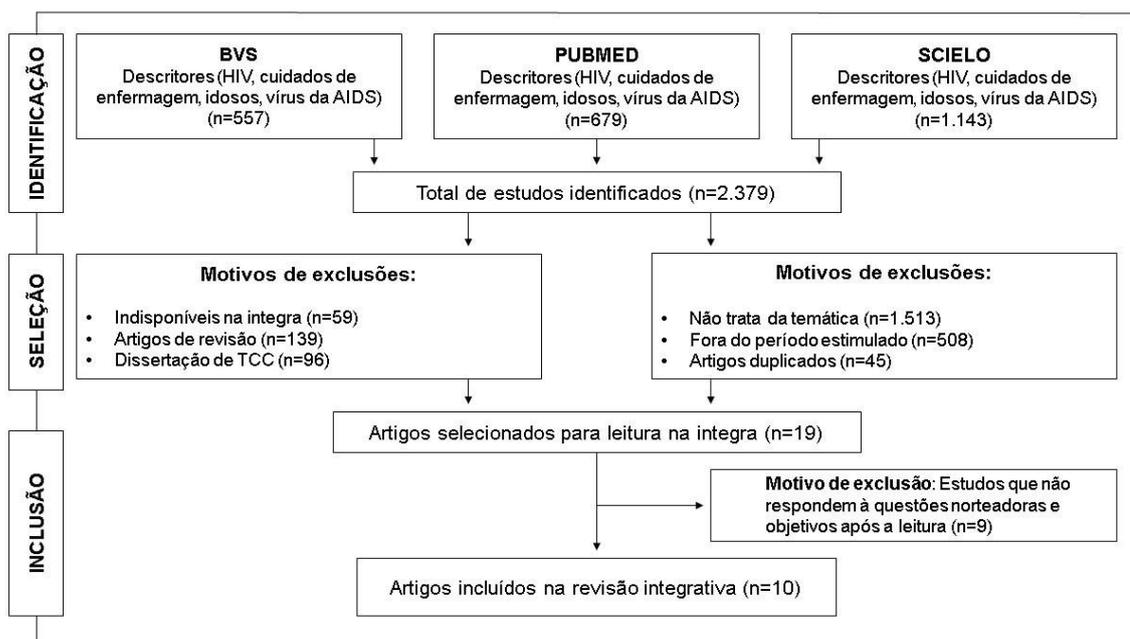 IDENTIFICAÇÃO
BVS
Descritores (HIV, cuidados de
enfermagem, idosos, vírus da AIDS)
(n=557)
PUBMED
Descritores (HIV, cuidados de
enfermagem, idosos, vírus da AIDS)
(n=679)
SCIELO
Descritores (HIV, cuidados de
enfermagem, idosos, vírus da AIDS)
(n=1.143)
Total de estudos identificados (n=2.379)
SELEÇÃO
Motivos de exclusões:
• Indisponíveis na integra (n=59)
• Artigos de revisão (n=139)
• Dissertação de TCC (n=96)
Motivos de exclusões:
• Não trata da temática (n=1.513)
• Fora do período estimulado (n=508)
• Artigos duplicados (n=45)
INCLUSÃO
Artigos selecionados para leitura na integra (n=19)
Motivo de exclusão: Estudos que não
respondem à questões norteadoras e
objetivos após a leitura (n=9)
Artigos incluídos na revisão integrativa (n=10)